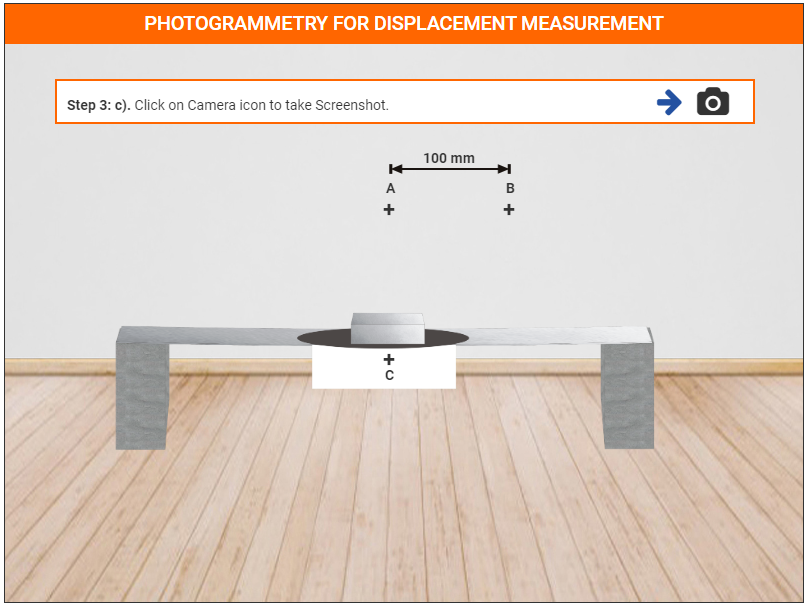 PHOTOGRAMMETRY FOR DISPLACEMENT MEASUREMENT
Step 3: c). Click on Camera icon to take Screenshot.
100 mm
A B
C